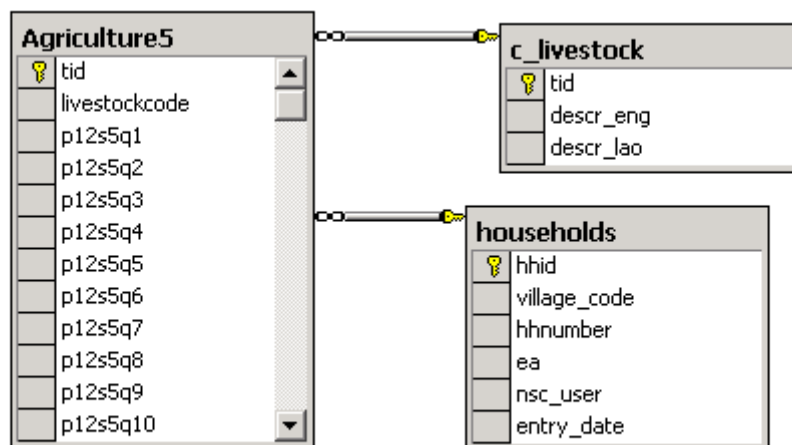 Agriculture5
tid
livestockcode
p12s5q1
p12s5q2
p12s5q3
p12s5q4
p12s5q5
p12s5q6
p12s5q7
p12s5q8
p12s5q9
p12s5q10
c_livestock
tid
descr_eng
descr_lao
households
hhid
village_code
hhnumber
ea
nsc_user
entry_date